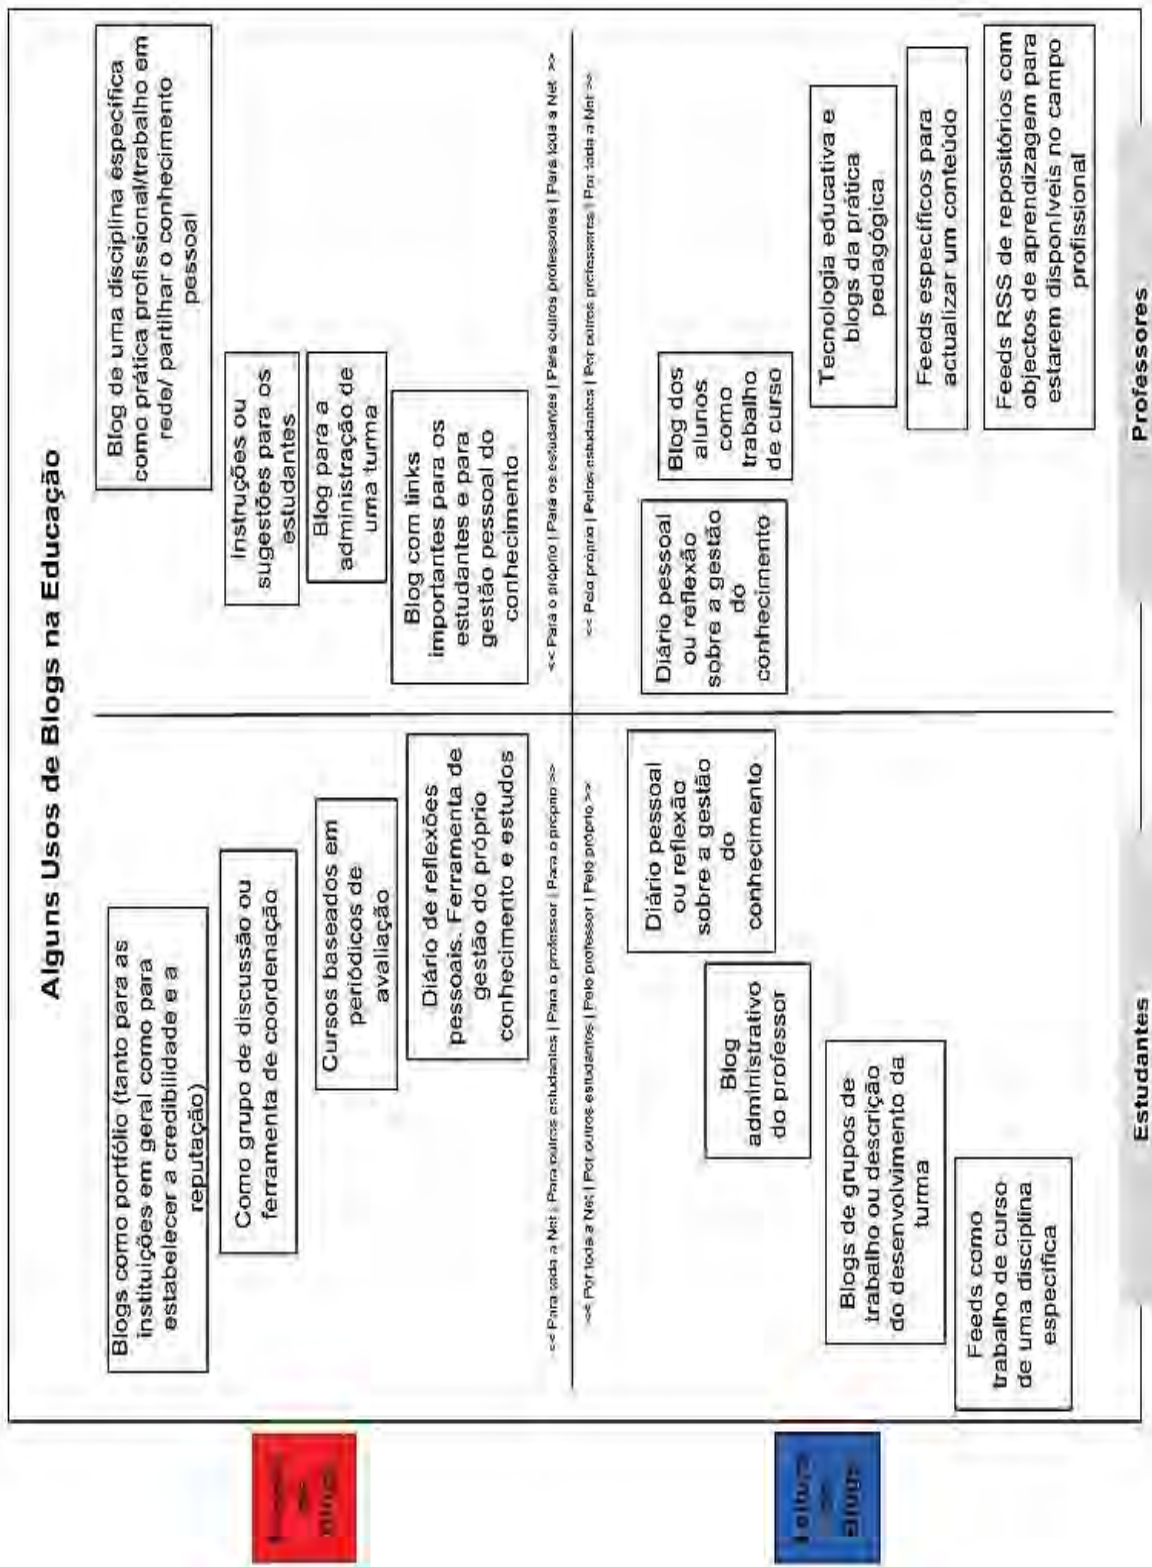 Alguns Usos de Blogs na Educação
Blogs como portfólio (tanto para as
instituições em geral como para
estabelecer a credibilidade e a
reputação)
Como grupo de discussão ou
ferramenta de coordenação
Cursos baseados em
periódicos de
avaliação
Diário de reflexões
pessoais. Ferramenta de
gestão do próprio
conhecimento e estudos
<< Para toda a Net | Para outros estudantes | Para o professor | Para o próprio >>
Blog de uma disciplina específica
como prática profissional/trabalho em
rede/ partilhar o conhecimento
pessoal
Instruções ou
sugestões para os
estudantes
Blog para a
administração de
uma turma
Blog com links
importantes para os
estudantes e para
gestão pessoal do
conhecimento
<< Para o próprio | Para os estudantes | Para outros professores | Para toda a Net >>
<< Por toda a Net | Por outros estudantes | Pelo professor | Pelo próprio >>
Diário pessoal
ou reflexão
sobre a gestão
do
conhecimento
Blog
administrativo
do professor
Blogs de grupos de
trabalho ou descrição
do desenvolvimento da
turma
Feeds como
trabalho de curso
de uma disciplina
específica
<< Pelo próprio | Pelos estudantes | Por outros professores | Por toda a Net >>
Diário pessoal
ou reflexão
sobre a gestão
do
conhecimento
Blog dos
alunos
como
trabalho
de curso
Tecnologia educativa e
blogs da prática
pedagógica
Feeds específicos para
actualizar um conteúdo
Feeds RSS de repositórios com
objectos de aprendizagem para
estarem disponíveis no campo
profissional
Estudantes
Professores
Blogs
Leitura
Blogs